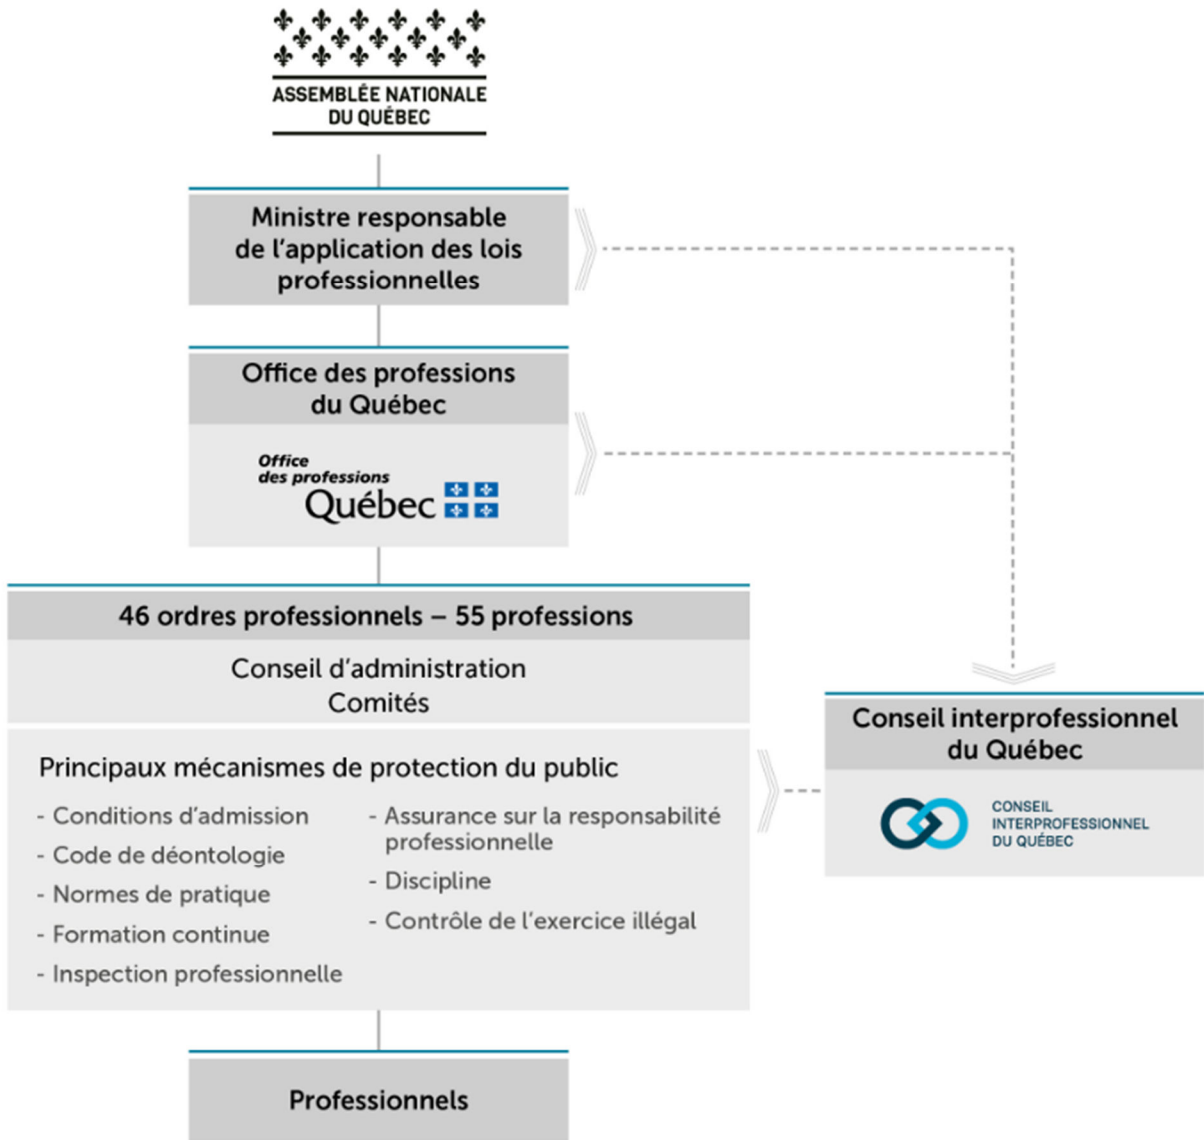 ASSEMBLÉE NATIONALE
DU QUÉBEC
Ministre responsable
de l'application des lois
professionnelles
Office des professions
du Québec
Office
des professions
Québec
46 ordres professionnels – 55 professions
Conseil d'administration
Comités
Principaux mécanismes de protection du public
- Conditions d'admission
- Code de déontologie
- Normes de pratique
- Formation continue
- Inspection professionnelle
- Assurance sur la responsabilité
professionnelle
- Discipline
- Contrôle de l'exercice illégal
Conseil interprofessionnel
du Québec
CONSEIL
INTERPROFESSIONNEL
DU QUÉBEC
Professionnels